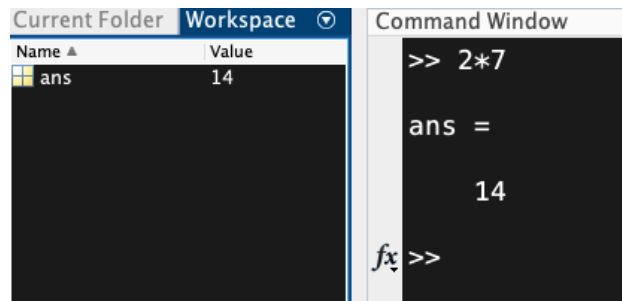 Current Folder Workspace
Name Value
ans 14
Command Window
>> 2*7
ans =
14
fx >>